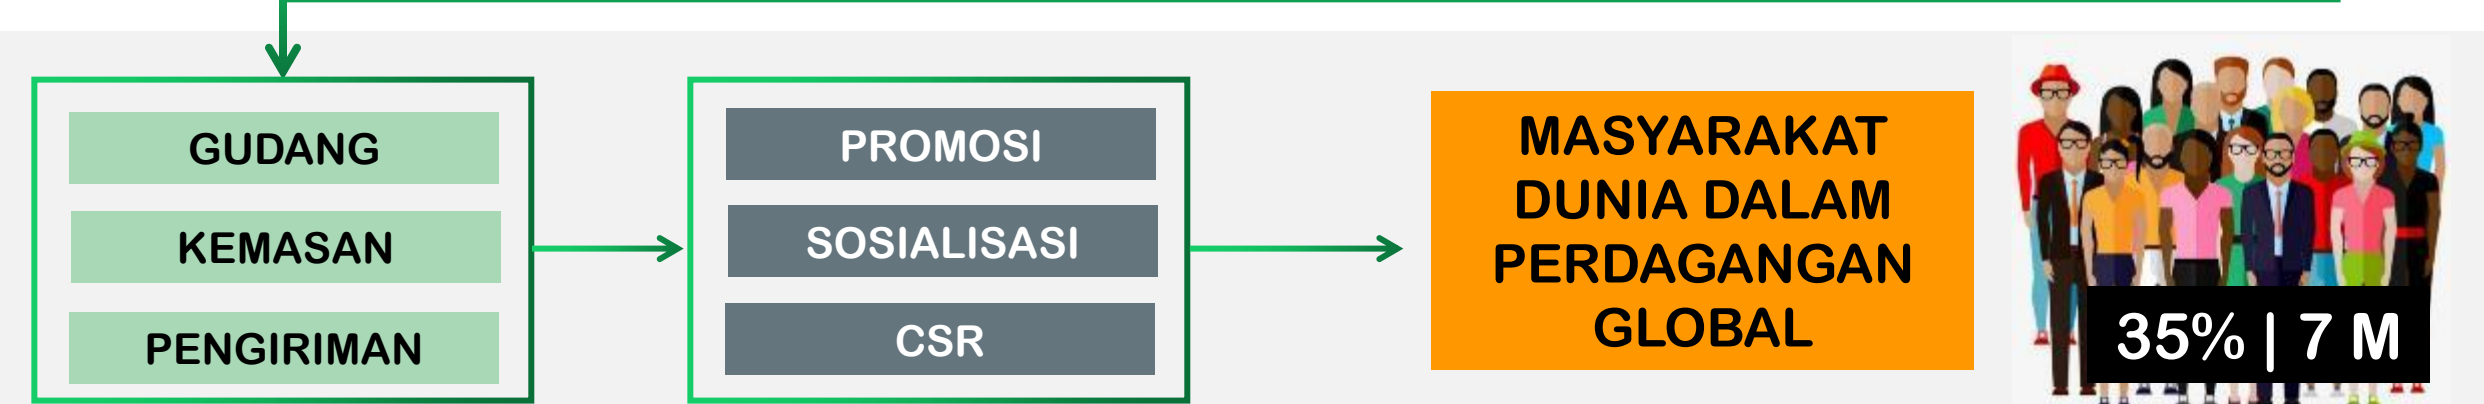 GUDANG
KEMASAN
PENGIRIMAN
PROMOSI
SOSIALISASI
CSR
MASYARAKAT
DUNIA DALAM
PERDAGANGAN
GLOBAL
35% | 7 M